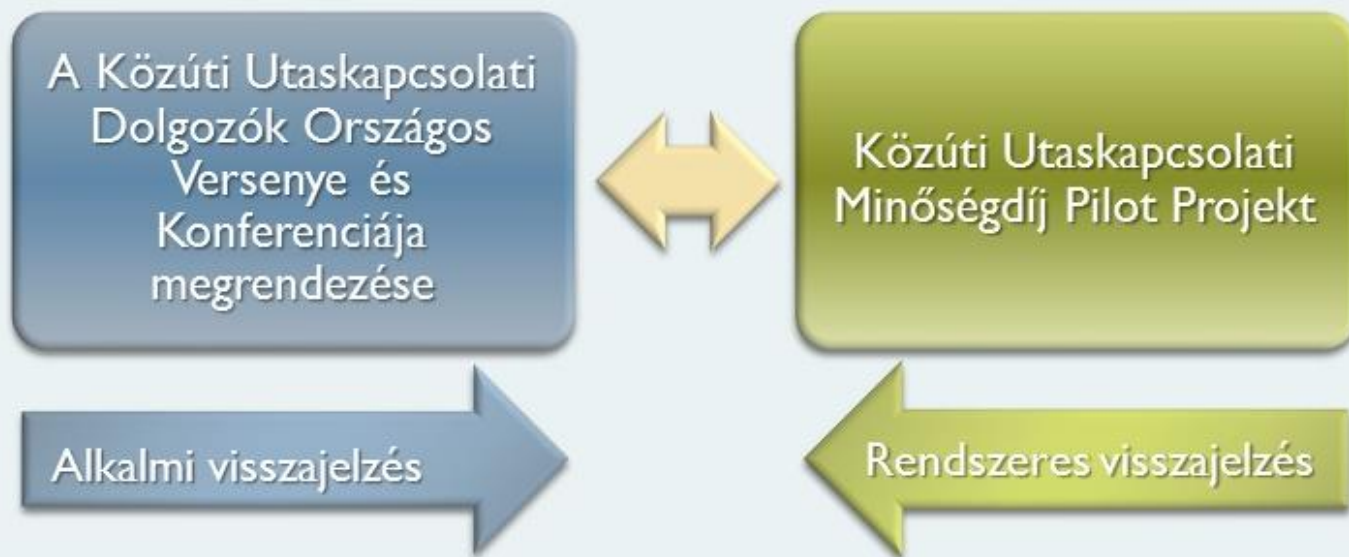 A Közúti Utaskapcsolati
Dolgozók Országos
Versenye és
Konferenciája
megrendezése
Közúti Utaskapcsolati
Minőségdíj Pilot Projekt
Alkalmi visszajelzés
Rendszeres visszajelzés